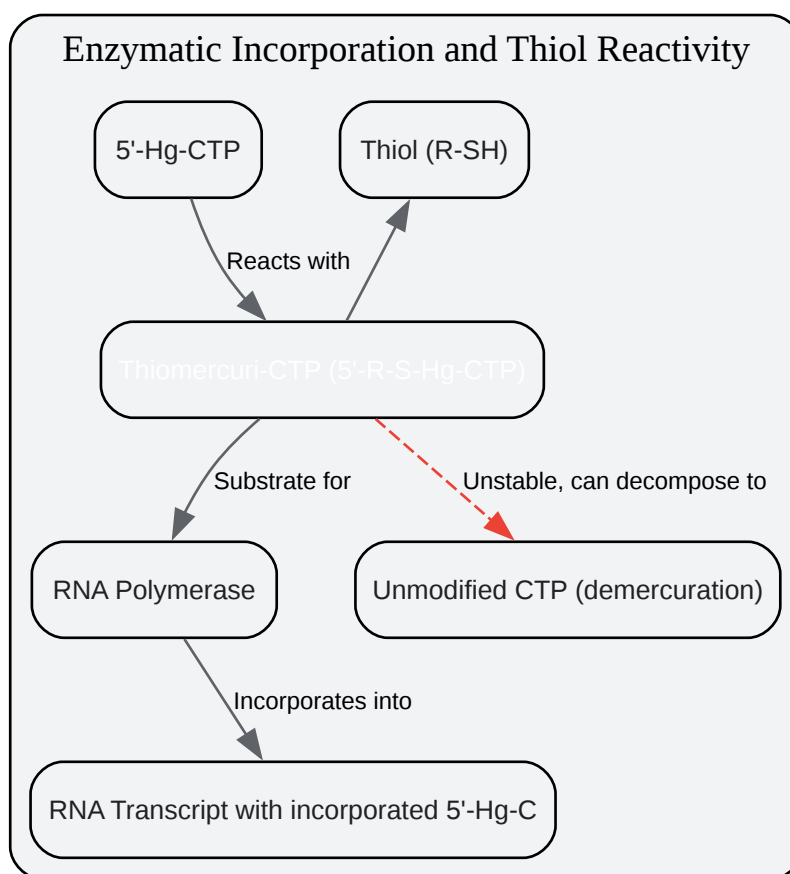 Enzymatic Incorporation and Thiol Reactivity
5'-Hg-CTP
Thiol (R-SH)
Reacts with
Thiomercuri-CTP (5'-R-S-Hg-CTP)
Substrate for
Unstable, can decompose to
RNA Polymerase
Unmodified CTP (demercuration)
Incorporates into
RNA Transcript with incorporated 5'-Hg-C